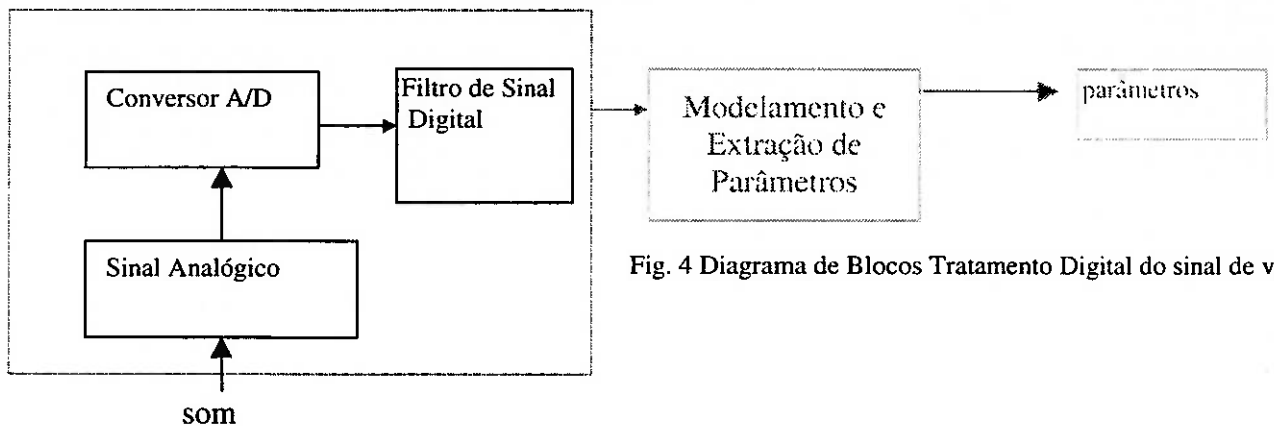 Conversor A/D
Filtro de Sinal
Digital
Modelamento e
Extração de
Parâmetros
parâmetros
Sinal Analógico
Fig. 4 Diagrama de Blocos Tratamento Digital do sinal de v
som